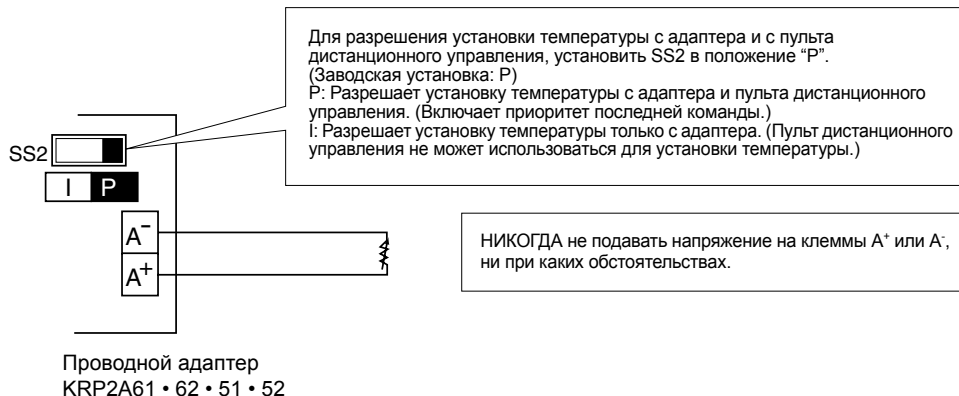 Для разрешения установки температуры с адаптера и с пульта
дистанционного управления, установить SS2 в положение “P”.
(Заводская установка: P)
P: Разрешает установку температуры с адаптера и пульта дистанционного
управления. (Включает приоритет последней команды.)
I: Разрешает установку температуры только с адаптера. (Пульт дистанционного
управления не может использоваться для установки температуры.)
SS2
I P
A⁻
A⁺
НИКОГДА не подавать напряжение на клеммы A⁺ или A⁻,
ни при каких обстоятельствах.
Проводной адаптер
KRP2A61 • 62 • 51 • 52